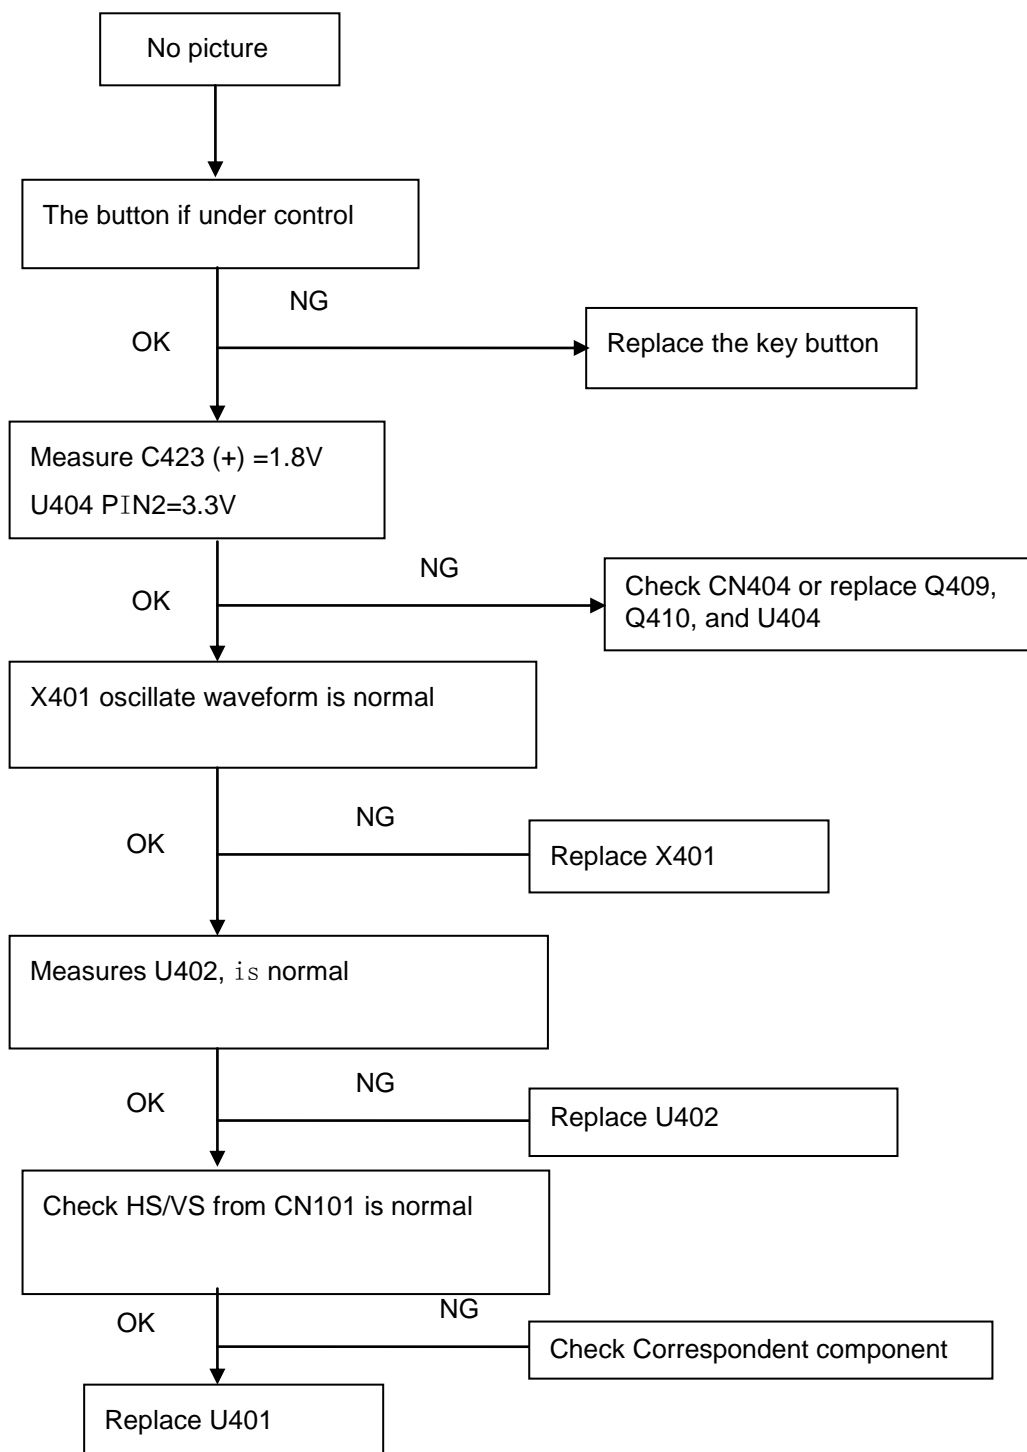 No picture
The button if under control
NG
OK
Replace the key button
Measure C423 (+) =1.8V
U404 PIN2=3.3V
NG
OK
Check CN404 or replace Q409,
Q410, and U404
X401 oscillate waveform is normal
NG
OK
Replace X401
Measures U402, is normal
NG
OK
Replace U402
Check HS/VS from CN101 is normal
NG
OK
Check Correspondent component
Replace U401